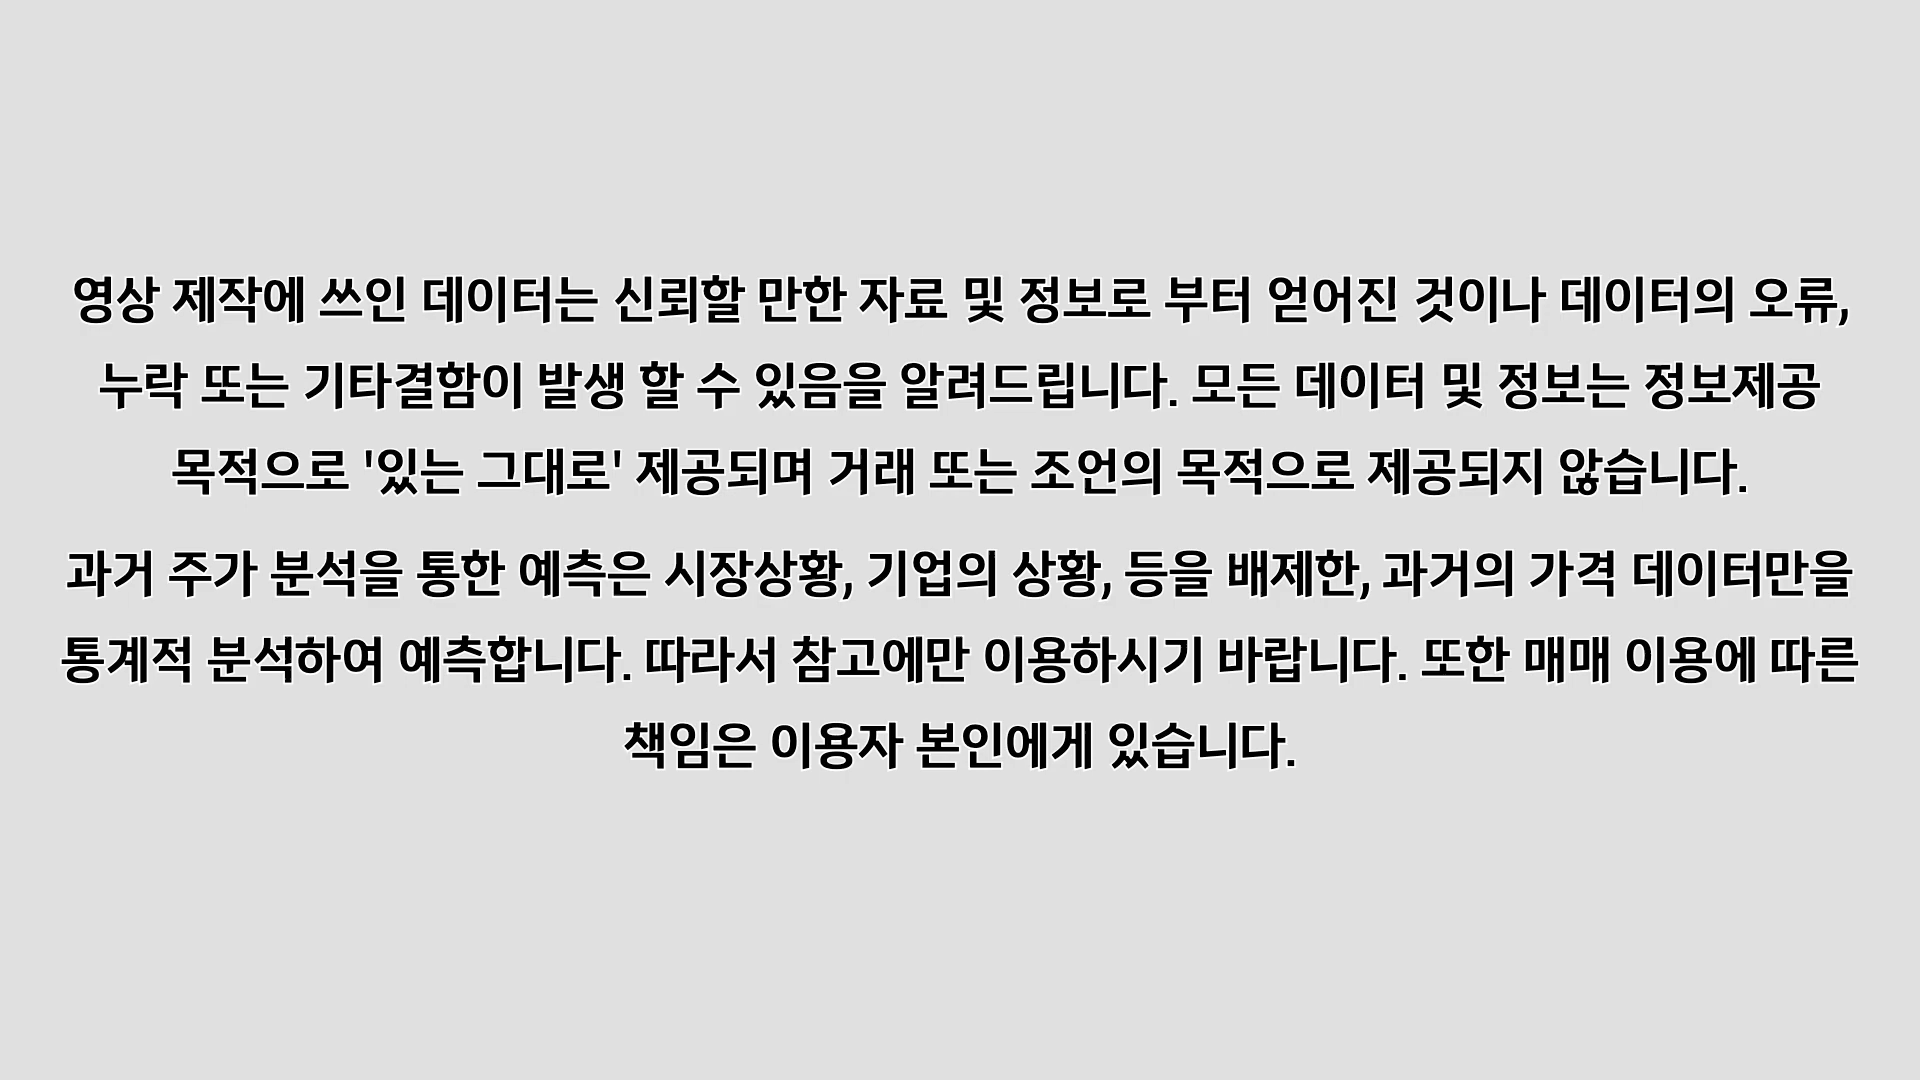 영상 제작에 쓰인 데이터는 신뢰할 만한 자료 및 정보로 부터 얻어진 것이나 데이터의 오류,
누락 또는 기타결함이 발생 할 수 있음을 알려드립니다. 모든 데이터 및 정보는 정보제공
목적으로 '있는 그대로' 제공되며 거래 또는 조언의 목적으로 제공되지 않습니다.
과거 주가 분석을 통한 예측은 시장상황, 기업의 상황, 등을 배제한, 과거의 가격 데이터만을
통계적 분석하여 예측합니다. 따라서 참고에만 이용하시기 바랍니다. 또한 매매 이용에 따른
책임은 이용자 본인에게 있습니다.